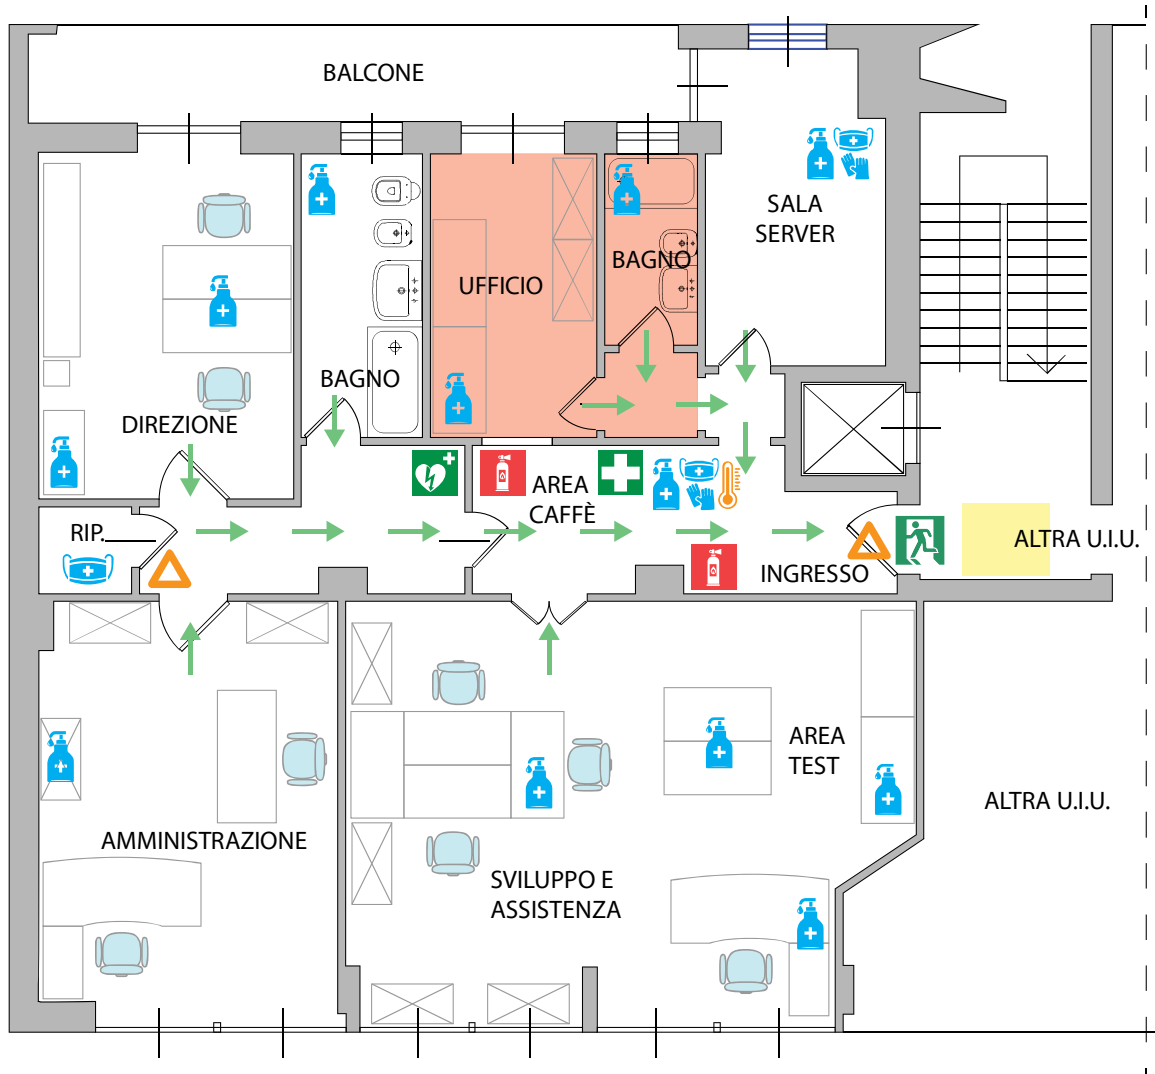 BALCONE
SALA
SERVER
BAGNO
UFFICIO
BAGNO
DIREZIONE
AREA
CAFFÈ
RIP.
ALTRA U.I.U.
INGRESSO
AREA
TEST
ALTRA U.I.U.
AMMINISTRAZIONE
SVILUPPO E
ASSISTENZA